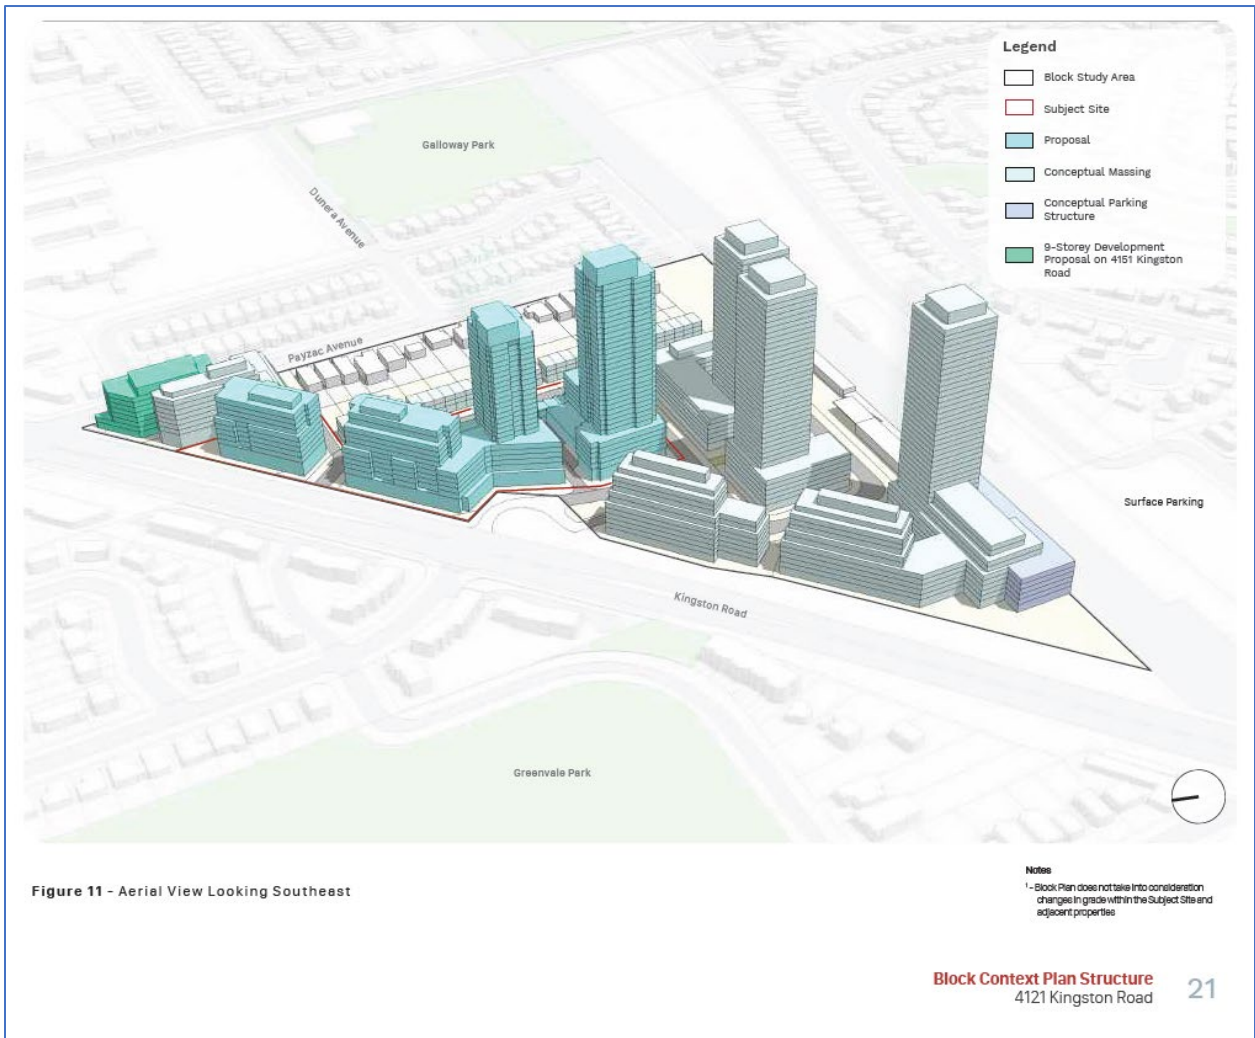 Legend
Block Study Area
Subject Site
Proposal
Conceptual Massing
Conceptual Parking
Structure
9-Storey Development
Proposal on 4151 Kingston
Road
Galloway Park
Dunera Avenue
Payzac Avenue
Surface Parking
Kingston Road
Greenvale Park
Figure 11 - Aerial View Looking Southeast
Notes
1 - Block Plan does not take into consideration
changes in grade within the Subject Site and
adjacent properties
Block Context Plan Structure
4121 Kingston Road
21